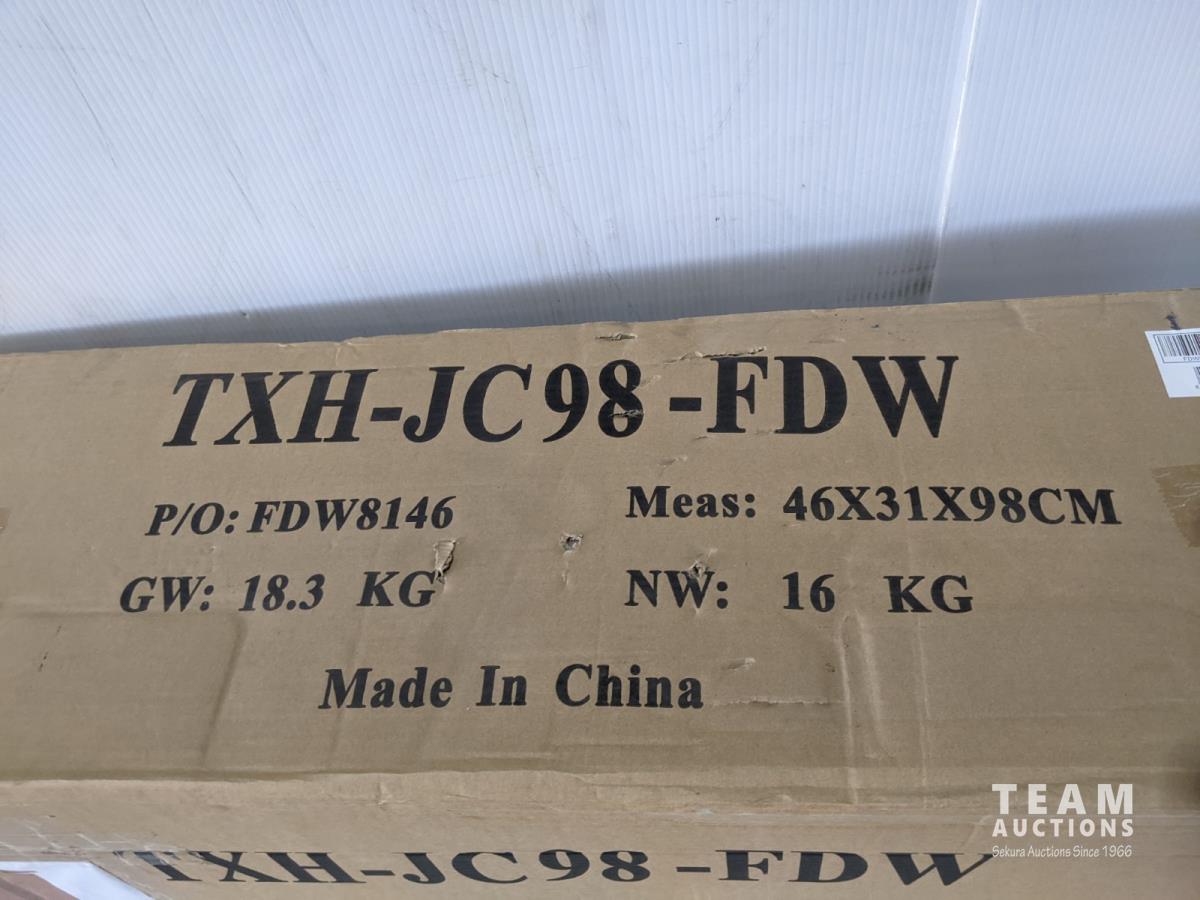 TXH-JC98-FDW
P/O: FDW8146 Meas: 46X31X98CM
GW: 18.3 KG NW: 16 KG
Made In China
TXH-JC98-FDW
TEAM
AUCTIONS
Sekura Auctions Since 1966